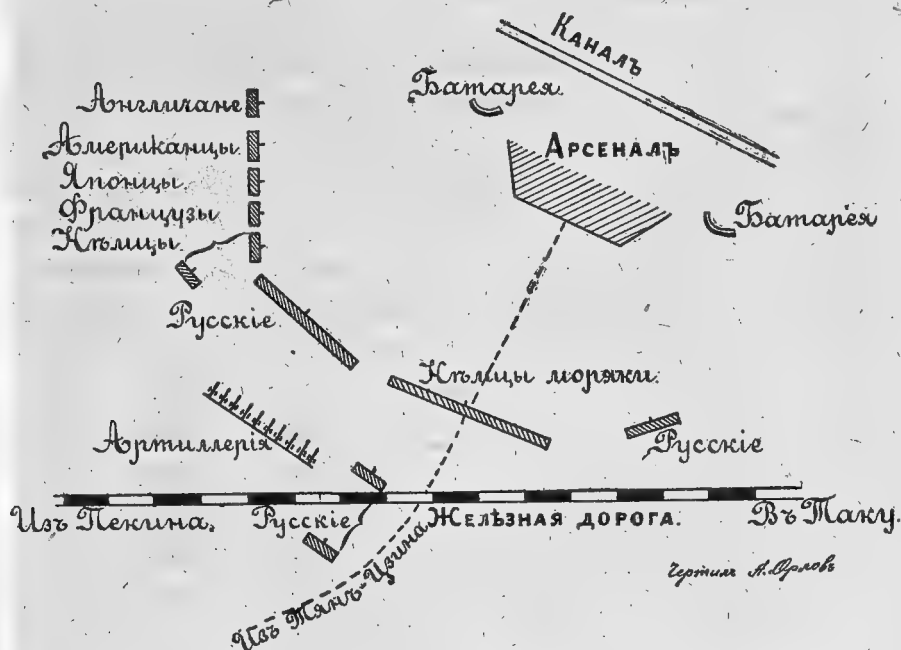 Каналъ
Батарея.
Арсеналъ
Батарея
Англичане
Американцы
Японцы
Французы
Нѣмцы
Русскіе
Нѣмцы моряки.
Артиллерія
Русскіе
Изъ Пекина.
Русскіе
Желѣзная дорога.
Въ Таку.
Изъ Тянь-Цзина
Чертилъ А. Орловъ